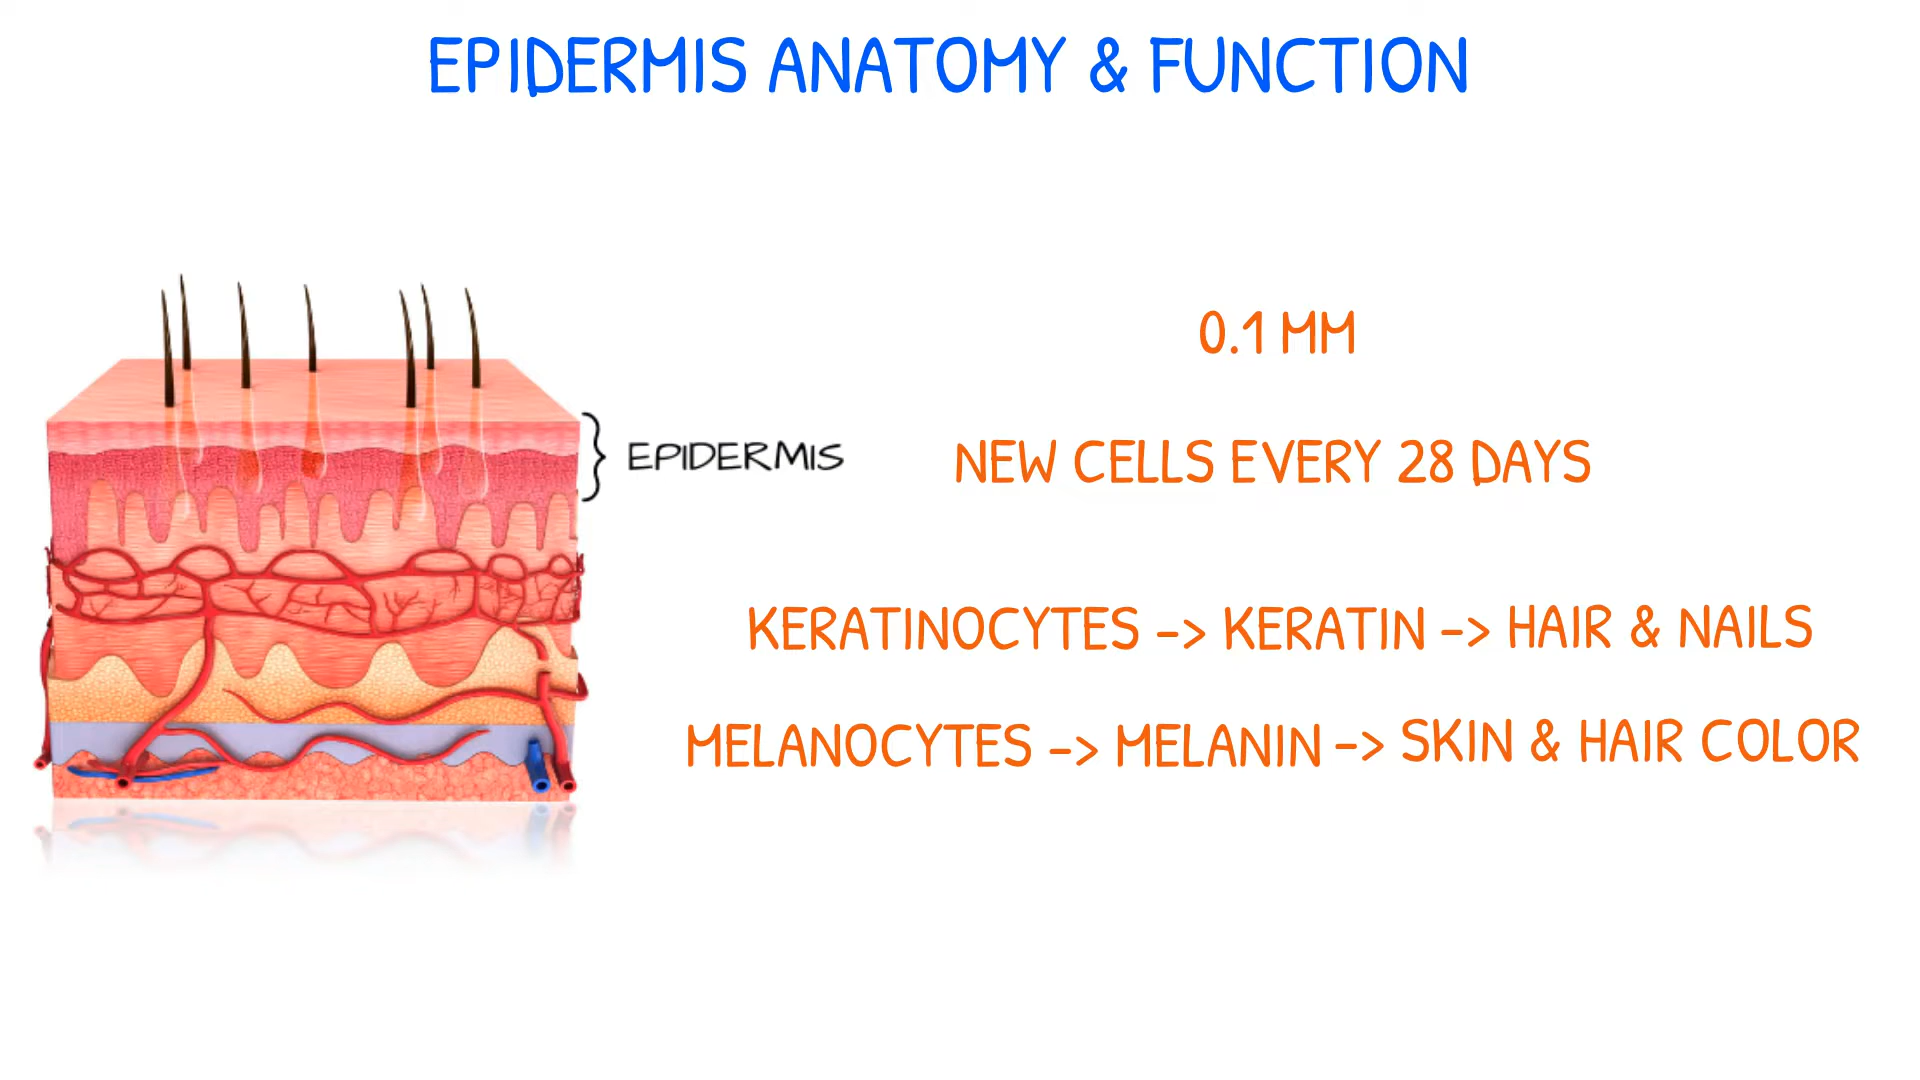 EPIDERMIS ANATOMY & FUNCTION
0.1 MM
EPIDERMIS
NEW CELLS EVERY 28 DAYS
KERATINOCYTES -> KERATIN -> HAIR & NAILS
MELANOCYTES -> MELANIN -> SKIN & HAIR COLOR